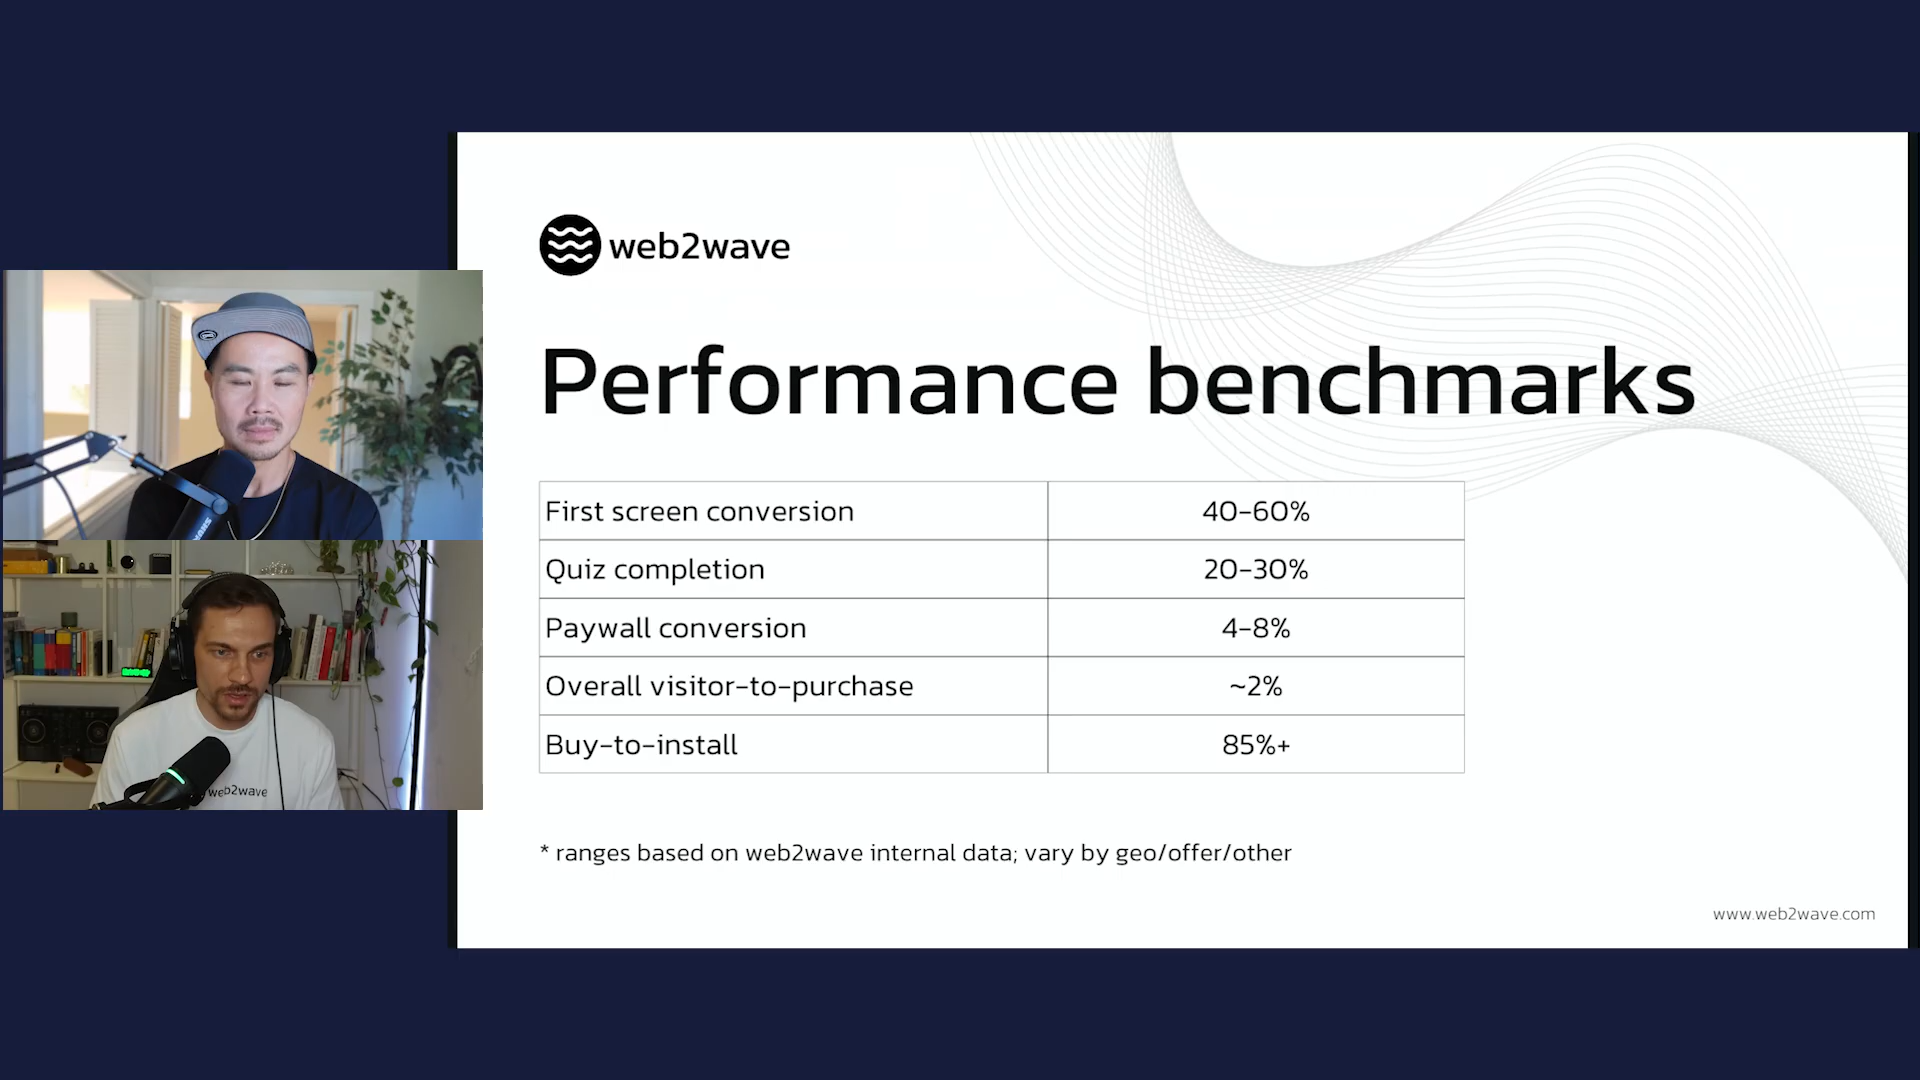 web2wave
Performance benchmarks
First screen conversion 40-60%
Quiz completion 20-30%
Paywall conversion 4-8%
Overall visitor-to-purchase ~2%
Buy-to-install 85%+
* ranges based on web2wave internal data; vary by geo/offer/other
www.web2wave.com
web2wave